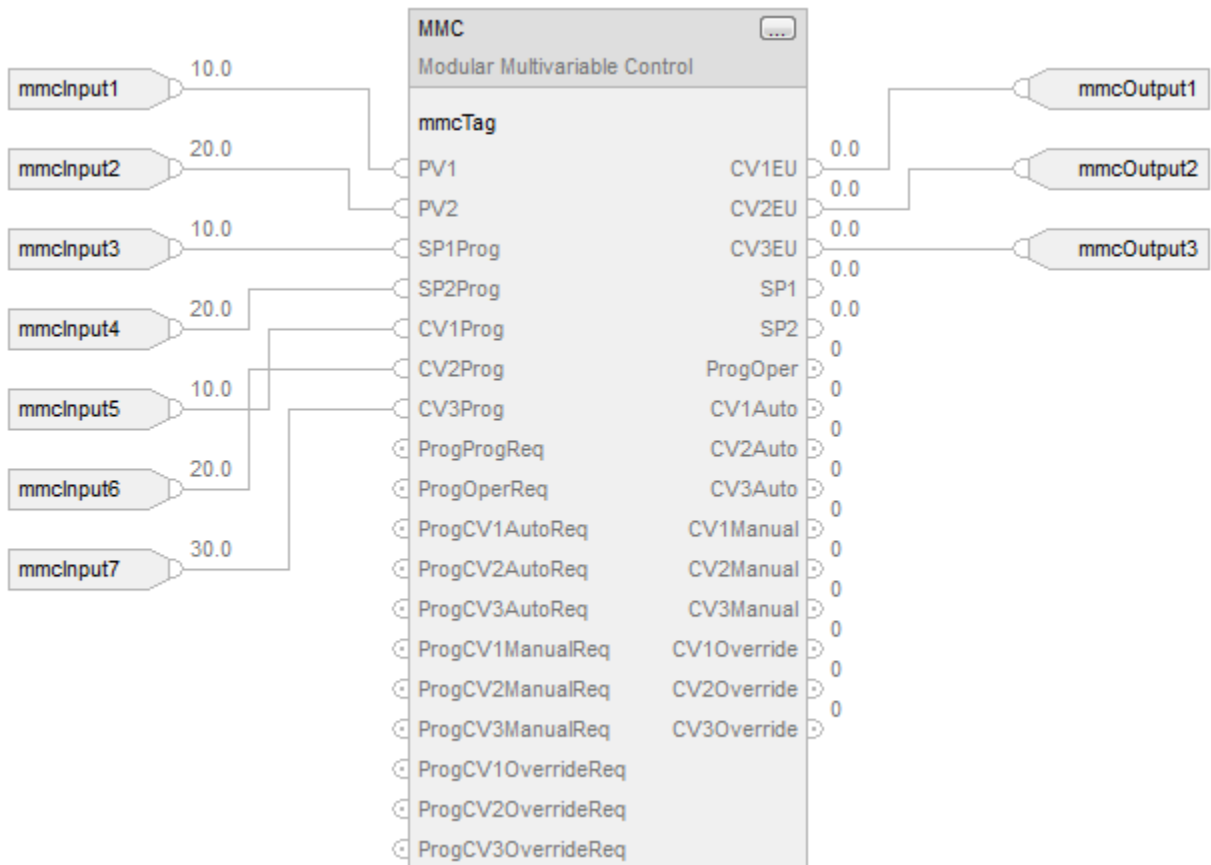 MMC
...
Modular Multivariable Control
mmcTag
mmcInput1
10.0
mmcInput2
20.0
mmcInput3
10.0
mmcInput4
20.0
mmcInput5
10.0
mmcInput6
20.0
mmcInput7
30.0
PV1
PV2
SP1Prog
SP2Prog
CV1Prog
CV2Prog
CV3Prog
ProgProgReq
ProgOperReq
ProgCV1AutoReq
ProgCV2AutoReq
ProgCV3AutoReq
ProgCV1ManualReq
ProgCV2ManualReq
ProgCV3ManualReq
ProgCV1OverrideReq
ProgCV2OverrideReq
ProgCV3OverrideReq
CV1EU
0.0
CV2EU
0.0
CV3EU
0.0
SP1
0.0
SP2
0.0
ProgOper
0
CV1Auto
0
CV2Auto
0
CV3Auto
0
CV1Manual
0
CV2Manual
0
CV3Manual
0
CV1Override
0
CV2Override
0
CV3Override
0
mmcOutput1
mmcOutput2
mmcOutput3